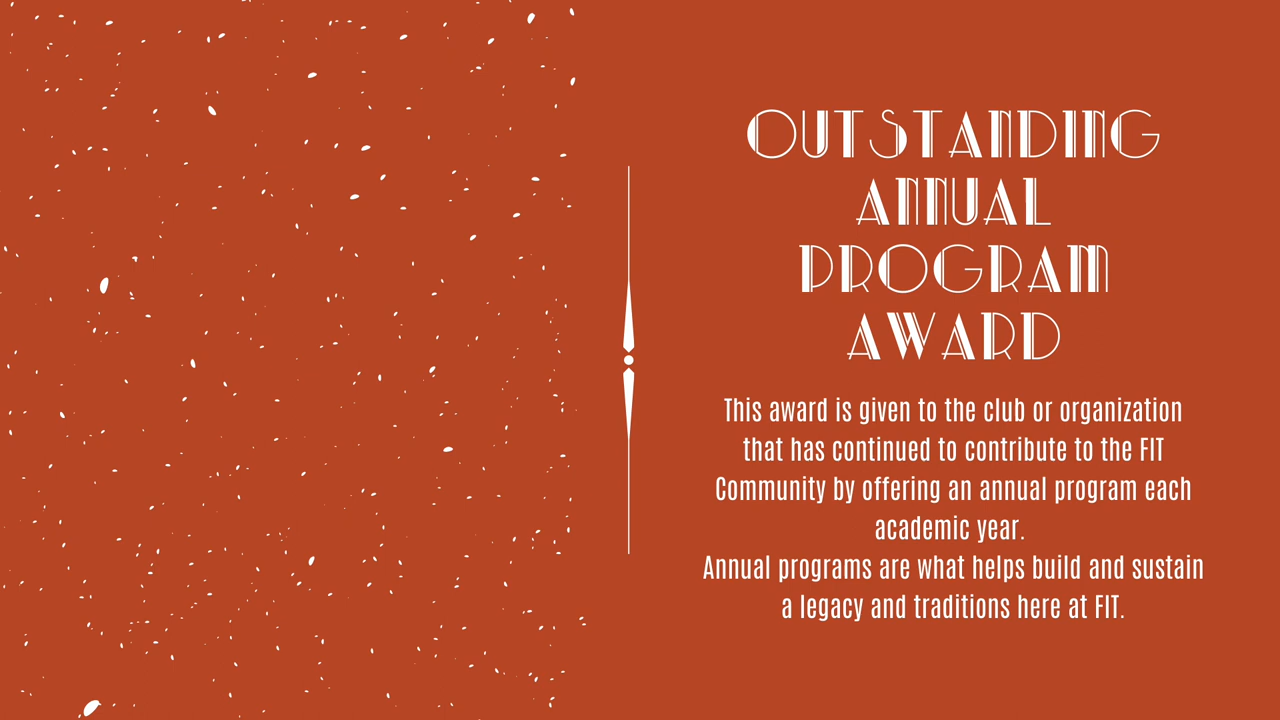 OUTSTANDING
ANNUAL
PROGRAM
AWARD
This award is given to the club or organization
that has continued to contribute to the FIT
Community by offering an annual program each
academic year.
Annual programs are what helps build and sustain
a legacy and traditions here at FIT.